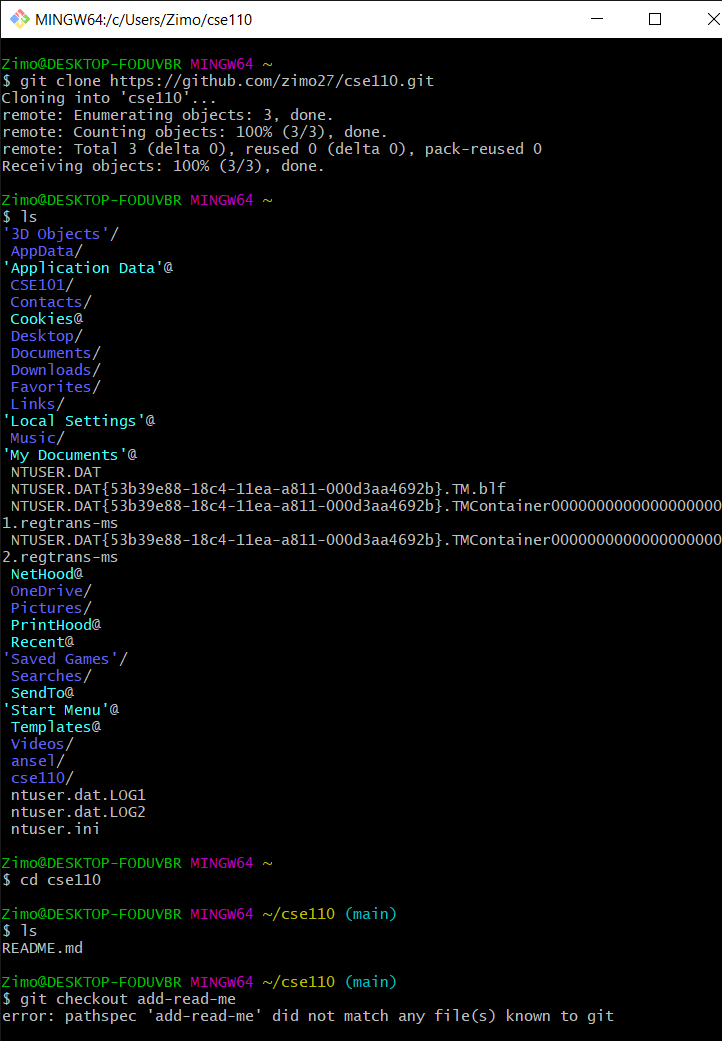 MINGW64:/c/Users/Zimo/cse110
Zimo@DESKTOP-FODUVBR MINGW64 ~
$ git clone https://github.com/zimo27/cse110.git
Cloning into 'cse110'...
remote: Enumerating objects: 3, done.
remote: Counting objects: 100% (3/3), done.
remote: Total 3 (delta 0), reused 0 (delta 0), pack-reused 0
Receiving objects: 100% (3/3), done.
Zimo@DESKTOP-FODUVBR MINGW64 ~
$ ls
'3D Objects'/
AppData/
'Application Data'@
CSE101/
Contacts/
Cookies@
Desktop/
Documents/
Downloads/
Favorites/
Links/
'Local Settings'@
Music/
'My Documents'@
NTUSER.DAT
NTUSER.DAT{53b39e88-18c4-11ea-a811-000d3aa4692b}.TM.blf
NTUSER.DAT{53b39e88-18c4-11ea-a811-000d3aa4692b}.TMContainer0000000000000000000
1.regtrans-ms
NTUSER.DAT{53b39e88-18c4-11ea-a811-000d3aa4692b}.TMContainer0000000000000000000
2.regtrans-ms
NetHood@
OneDrive/
Pictures/
PrintHood@
Recent@
'Saved Games'/
Searches/
SendTo@
'Start Menu'@
Templates@
Videos/
ansel/
cse110/
ntuser.dat.LOG1
ntuser.dat.LOG2
ntuser.ini
Zimo@DESKTOP-FODUVBR MINGW64 ~
$ cd cse110
Zimo@DESKTOP-FODUVBR MINGW64 ~/cse110 (main)
$ ls
README.md
Zimo@DESKTOP-FODUVBR MINGW64 ~/cse110 (main)
$ git checkout add-read-me
error: pathspec 'add-read-me' did not match any file(s) known to git